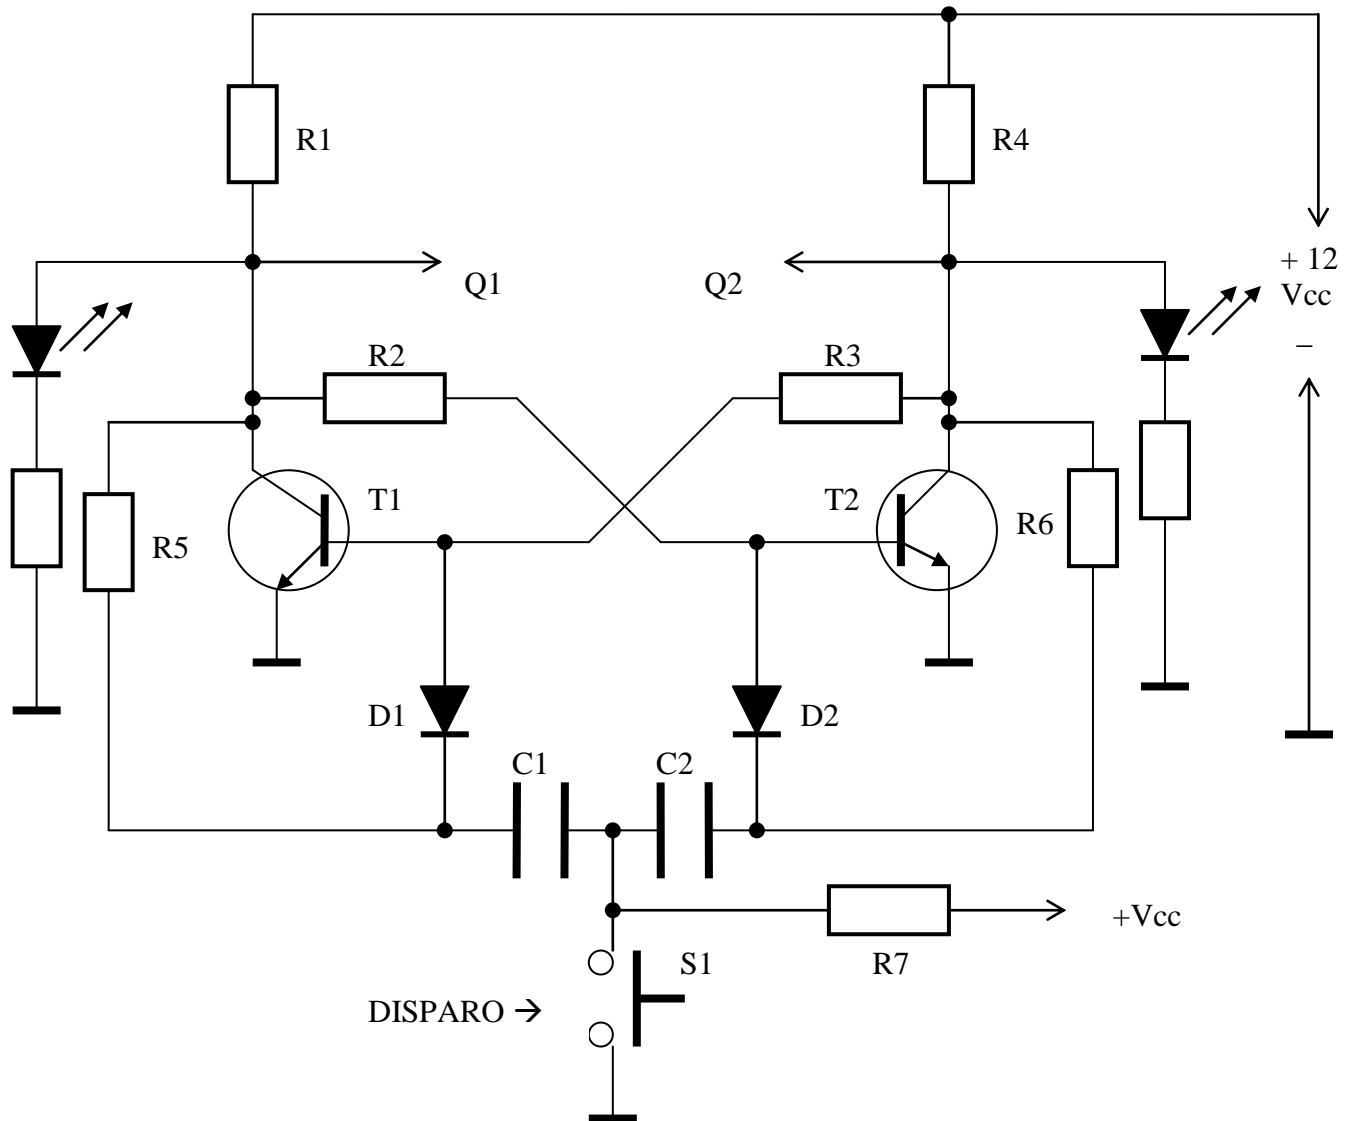 R1
R4
Q1
Q2
+ 12
Vcc
–
R2
R3
T1
T2
R5
R6
D1
D2
C1
C2
+Vcc
S1
R7
DISPARO →